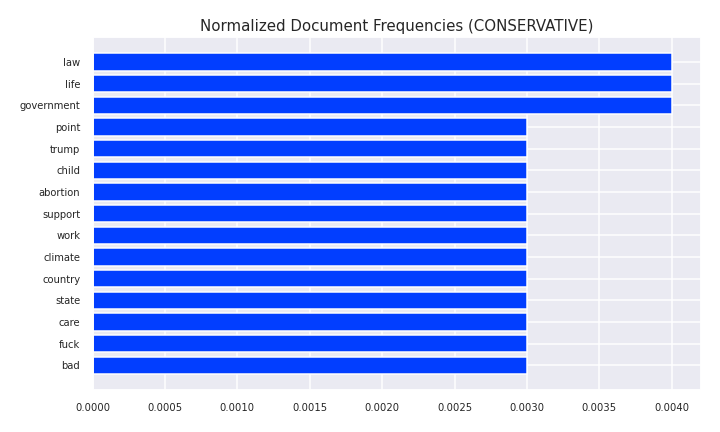 Normalized Document Frequencies (CONSERVATIVE)
law
life
government
point
trump
child
abortion
support
work
climate
country
state
care
fuck
bad
0.0000 0.0005 0.0010 0.0015 0.0020 0.0025 0.0030 0.0035 0.0040